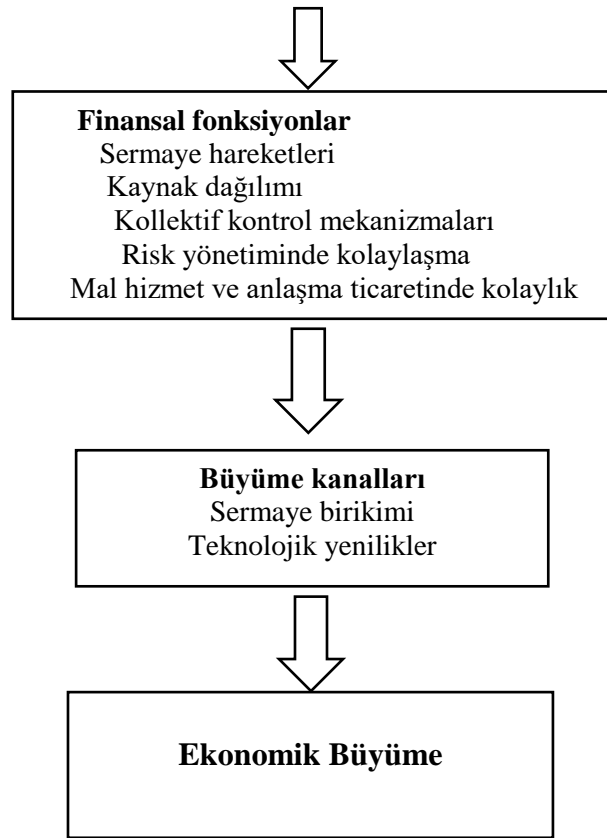 Finansal fonksiyonlar
Sermaye hareketleri
Kaynak dağılımı
Kollektif kontrol mekanizmaları
Risk yönetiminde kolaylaşma
Mal hizmet ve anlaşma ticaretinde kolaylık
Büyüme kanalları
Sermaye birikimi
Teknolojik yenilikler
Ekonomik Büyüme